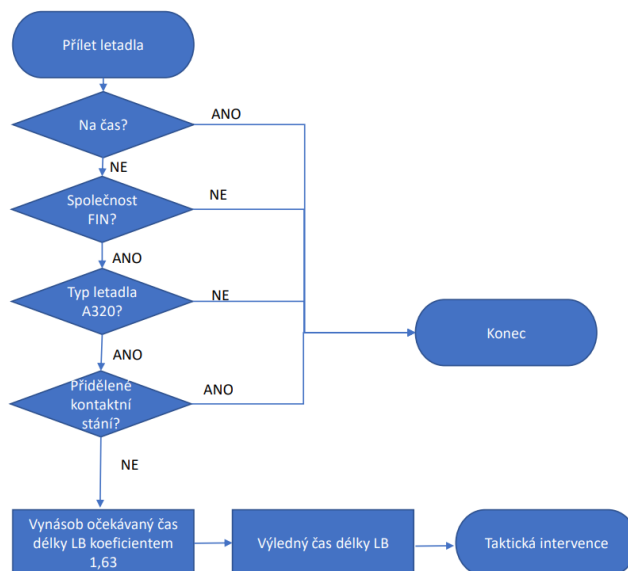 Přílet letadla
Na čas?
ANO
NE
Společnost
FIN?
NE
ANO
Typ letadla
A320?
NE
Konec
ANO
Přidělené
kontaktní
stání?
ANO
NE
Vynásob očekávaný čas
délky LB koeficientem
1,63
Výledný čas délky LB
Taktická intervence